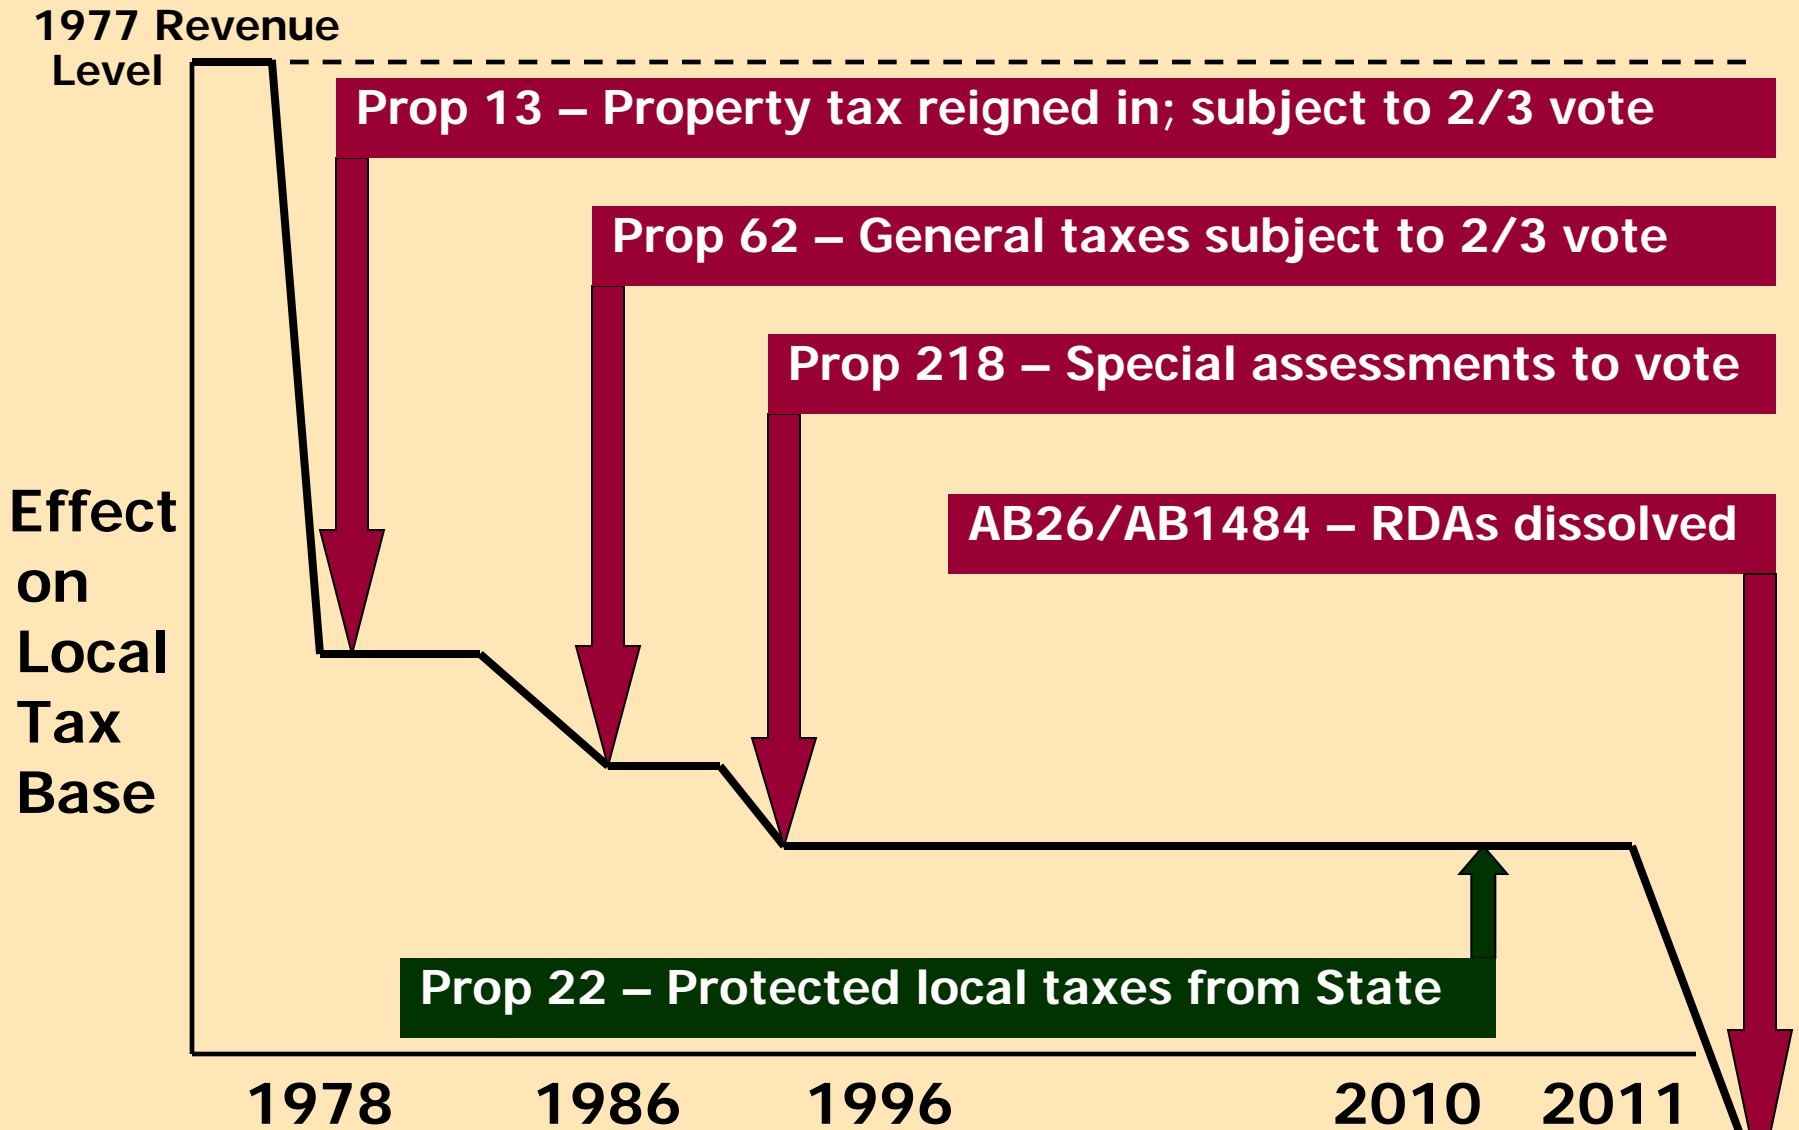 1977 Revenue
Level
Prop 13 – Property tax reigned in; subject to 2/3 vote
Prop 62 – General taxes subject to 2/3 vote
Prop 218 – Special assessments to vote
AB26/AB1484 – RDAs dissolved
Effect
on
Local
Tax
Base
Prop 22 – Protected local taxes from State
1978 1986 1996 2010 2011